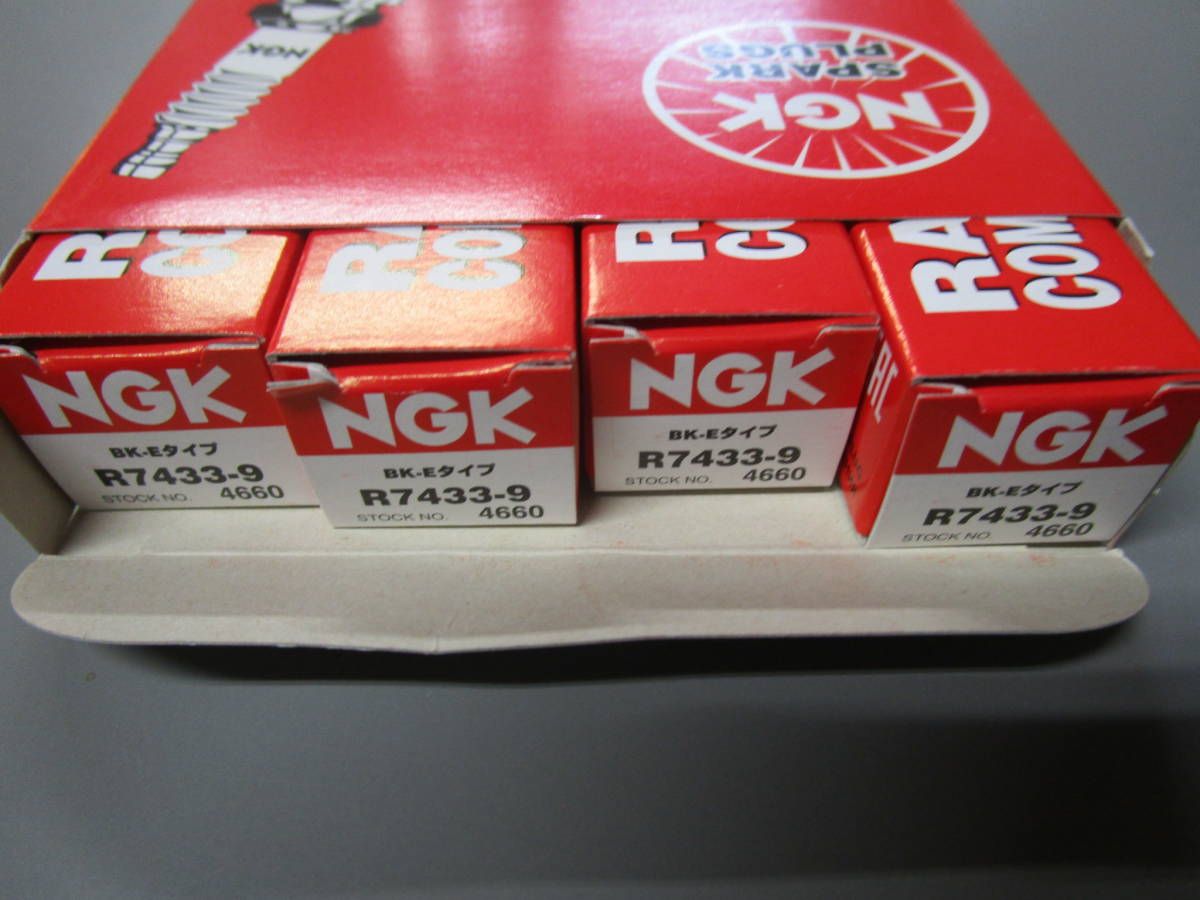 NGK
NGK
SPARK
PLUGS
NGK
BK-Eタイプ
R7433-9
STOCK NO. 4660
NGK
BK-Eタイプ
R7433-9
STOCK NO. 4660
NGK
BK-Eタイプ
R7433-9
STOCK NO. 4660
RA
COM
NGK
BK-Eタイプ
R7433-9
STOCK NO. 4660